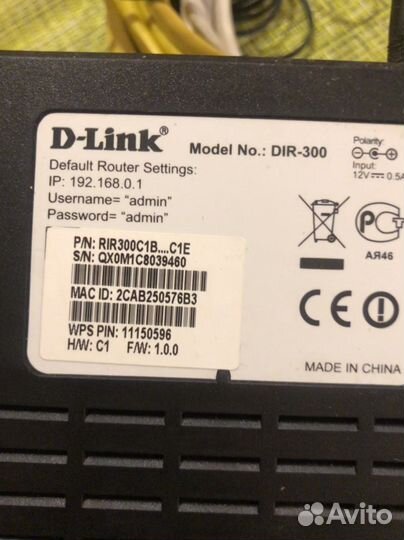 D-Link®
Model No.: DIR-300
Polarity:
Input:
12V⎓0.5A
Default Router Settings:
IP: 192.168.0.1
Username= "admin"
Password= "admin"
P/N: RIR300C1B....C1E
S/N: QX0M1C8039460
MAC ID: 2CAB250576B3
WPS PIN: 11150596
H/W: C1 F/W: 1.0.0
АЯ46
CE
MADE IN CHINA
Avito